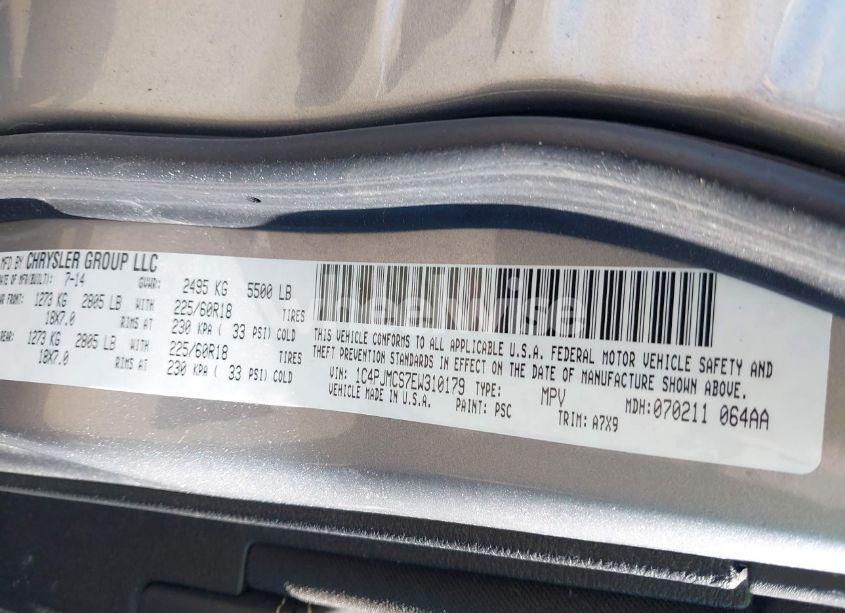 MFD BY CHRYSLER GROUP LLC
DATE OF MFR(BUILT): 7-14 GVWR: 2495 KG 5500 LB
FRONT: 1273 KG 2805 LB WITH 225/60R18 TIRES
18X7.0 RIMS AT 230 KPA ( 33 PSI) COLD
REAR: 1273 KG 2805 LB WITH 225/60R18 TIRES
18X7.0 RIMS AT 230 KPA ( 33 PSI) COLD
wheelwise
THIS VEHICLE CONFORMS TO ALL APPLICABLE U.S.A. FEDERAL MOTOR VEHICLE SAFETY AND
THEFT PREVENTION STANDARDS IN EFFECT ON THE DATE OF MANUFACTURE SHOWN ABOVE.
VIN: 1C4PJMCS7EW310179 TYPE: MPV MDH:070211 064AA
VEHICLE MADE IN U.S.A. PAINT: PSC TRIM: A7X9